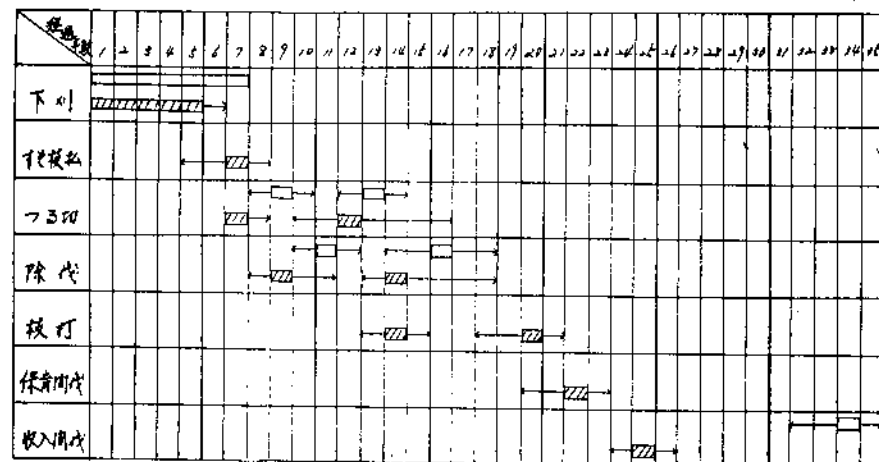 経過年数 1 2 3 4 5 6 7 8 9 10 11 12 13 14 15 16 17 18 19 20 21 22 23 24 25 26 27 28 29 30 31 32 33 34 35
下刈
すそ枝払
つる切
除伐
枝打
保育間伐
収入間伐